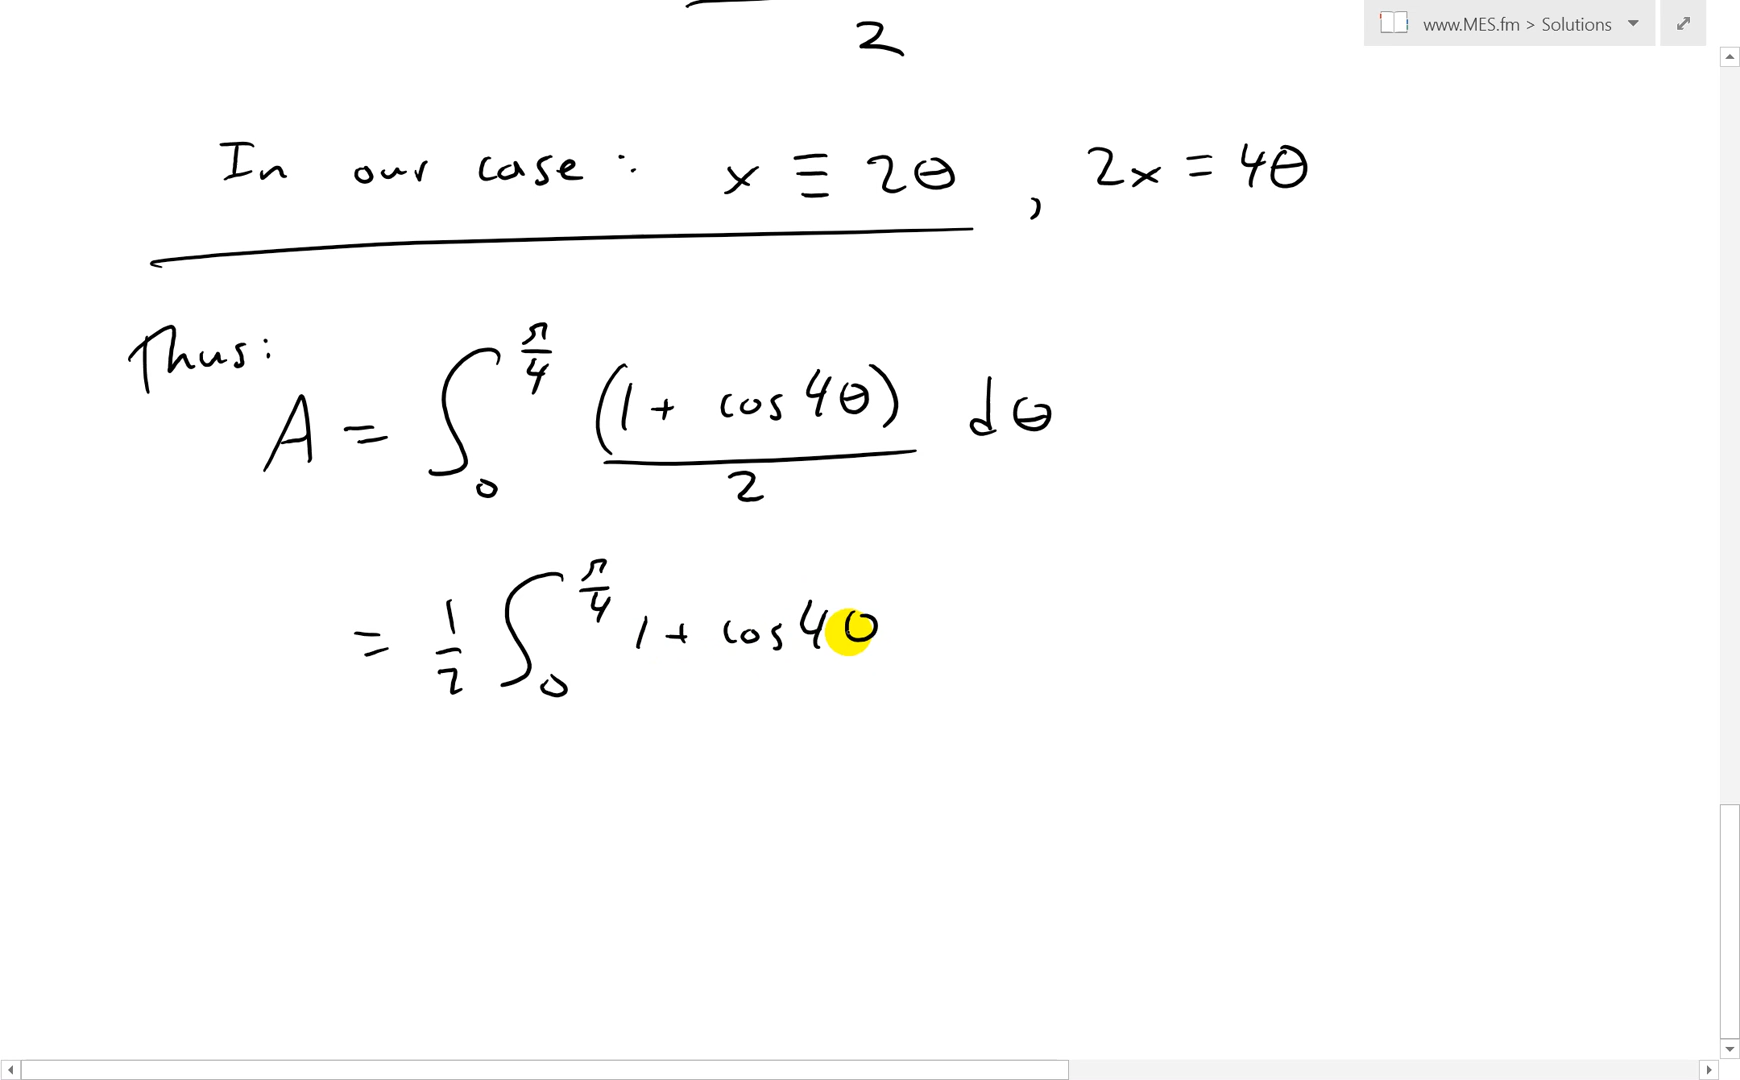 www.MES.fm > Solutions
2
In our case: x ≡ 2θ , 2x = 4θ
Thus:
A = ∫₀^(π/4) (1 + cos 4θ)/2 dθ
= 1/2 ∫₀^(π/4) 1 + cos 40